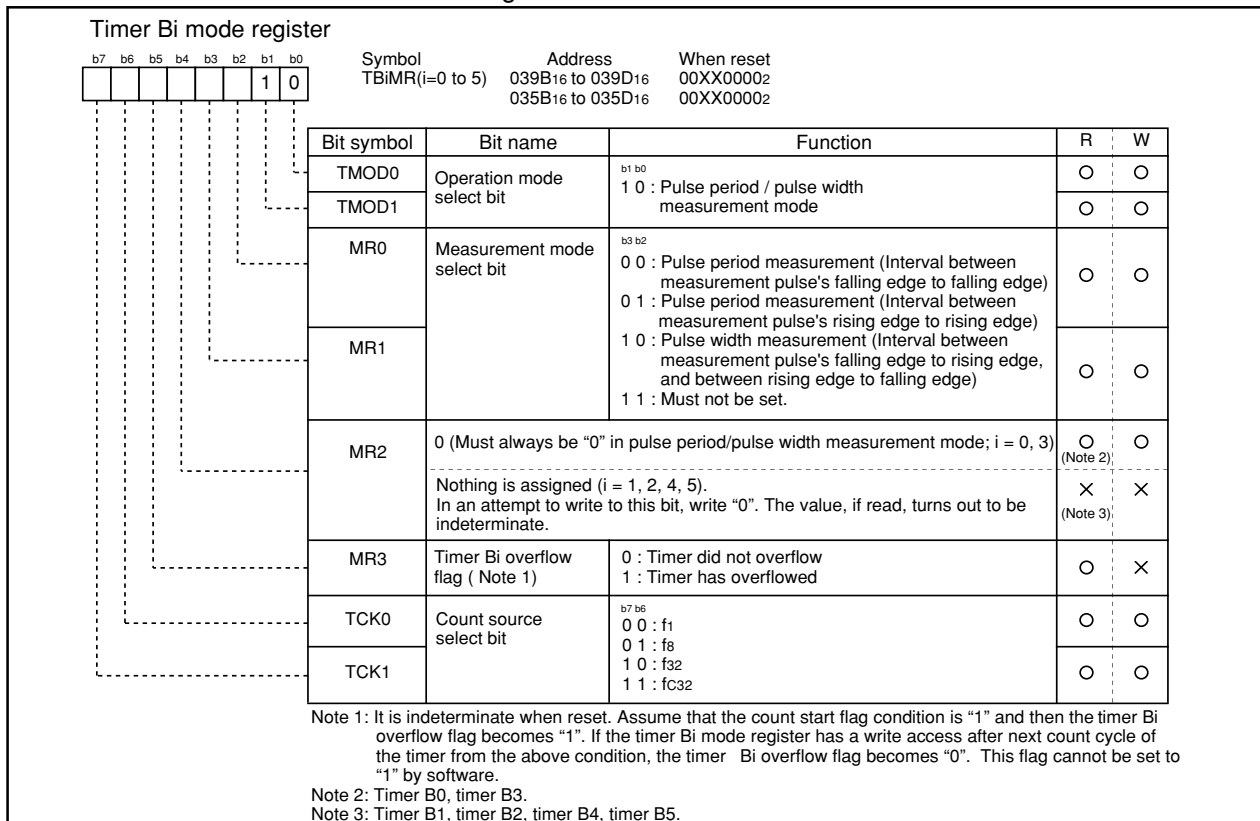 Timer Bi mode register
b7 b6 b5 b4 b3 b2 b1 b0
1 0
Symbol Address When reset
TBiMR(i=0 to 5) 039B16 to 039D16 00XX00002
035B16 to 035D16 00XX00002
Bit symbol Bit name Function R W
TMOD0 Operation mode select bit
TMOD1
b1 b0
1 0 : Pulse period / pulse width
measurement mode
O O
O O
MR0 Measurement mode
select bit
MR1
b3 b2
0 0 : Pulse period measurement (Interval between
measurement pulse's falling edge to falling edge)
0 1 : Pulse period measurement (Interval between
measurement pulse's rising edge to rising edge)
1 0 : Pulse width measurement (Interval between
measurement pulse's falling edge to rising edge,
and between rising edge to falling edge)
1 1 : Must not be set.
O O
O O
MR2
0 (Must always be “0” in pulse period/pulse width measurement mode; i = 0, 3) O O
(Note 2)
Nothing is assigned (i = 1, 2, 4, 5).
In an attempt to write to this bit, write “0”. The value, if read, turns out to be
indeterminate.
X X
(Note 3)
MR3 Timer Bi overflow
flag ( Note 1)
0 : Timer did not overflow
1 : Timer has overflowed
O X
TCK0 Count source
select bit
TCK1
b7 b6
0 0 : f1
0 1 : f8
1 0 : f32
1 1 : fC32
O O
O O
Note 1: It is indeterminate when reset. Assume that the count start flag condition is “1” and then the timer Bi
overflow flag becomes “1”. If the timer Bi mode register has a write access after next count cycle of
the timer from the above condition, the timer Bi overflow flag becomes “0”. This flag cannot be set to
“1” by software.
Note 2: Timer B0, timer B3.
Note 3: Timer B1, timer B2, timer B4, timer B5.